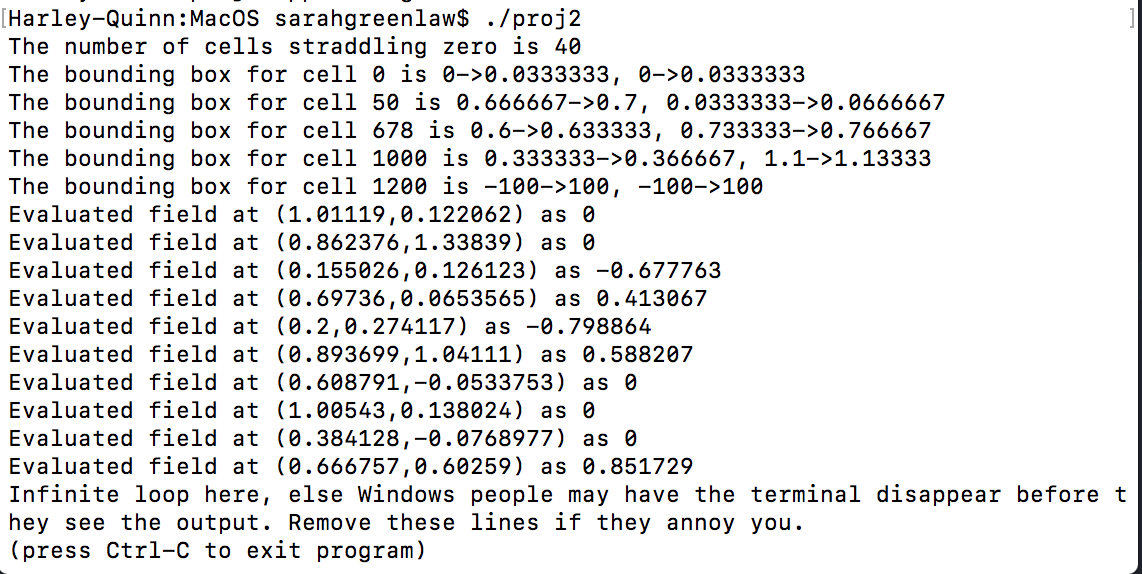 [Harley-Quinn:MacOS sarahgreenlaw$ ./proj2 ]
The number of cells straddling zero is 40
The bounding box for cell 0 is 0->0.0333333, 0->0.0333333
The bounding box for cell 50 is 0.666667->0.7, 0.0333333->0.0666667
The bounding box for cell 678 is 0.6->0.633333, 0.733333->0.766667
The bounding box for cell 1000 is 0.333333->0.366667, 1.1->1.13333
The bounding box for cell 1200 is -100->100, -100->100
Evaluated field at (1.01119,0.122062) as 0
Evaluated field at (0.862376,1.33839) as 0
Evaluated field at (0.155026,0.126123) as -0.677763
Evaluated field at (0.69736,0.0653565) as 0.413067
Evaluated field at (0.2,0.274117) as -0.798864
Evaluated field at (0.893699,1.04111) as 0.588207
Evaluated field at (0.608791,-0.0533753) as 0
Evaluated field at (1.00543,0.138024) as 0
Evaluated field at (0.384128,-0.0768977) as 0
Evaluated field at (0.666757,0.60259) as 0.851729
Infinite loop here, else Windows people may have the terminal disappear before t
hey see the output. Remove these lines if they annoy you.
(press Ctrl-C to exit program)